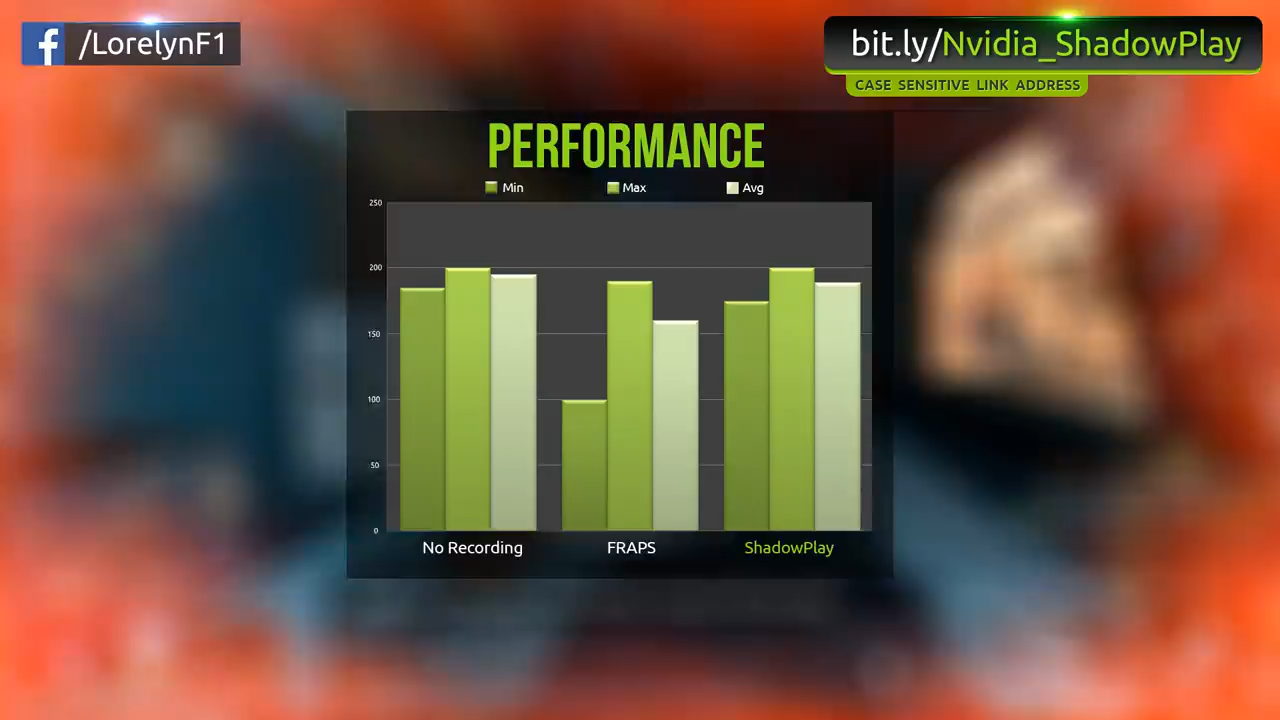 /LorelynF1
bit.ly/Nvidia_ShadowPlay
CASE SENSITIVE LINK ADDRESS
PERFORMANCE
Min Max Avg
250
200
150
100
50
0
No Recording FRAPS ShadowPlay